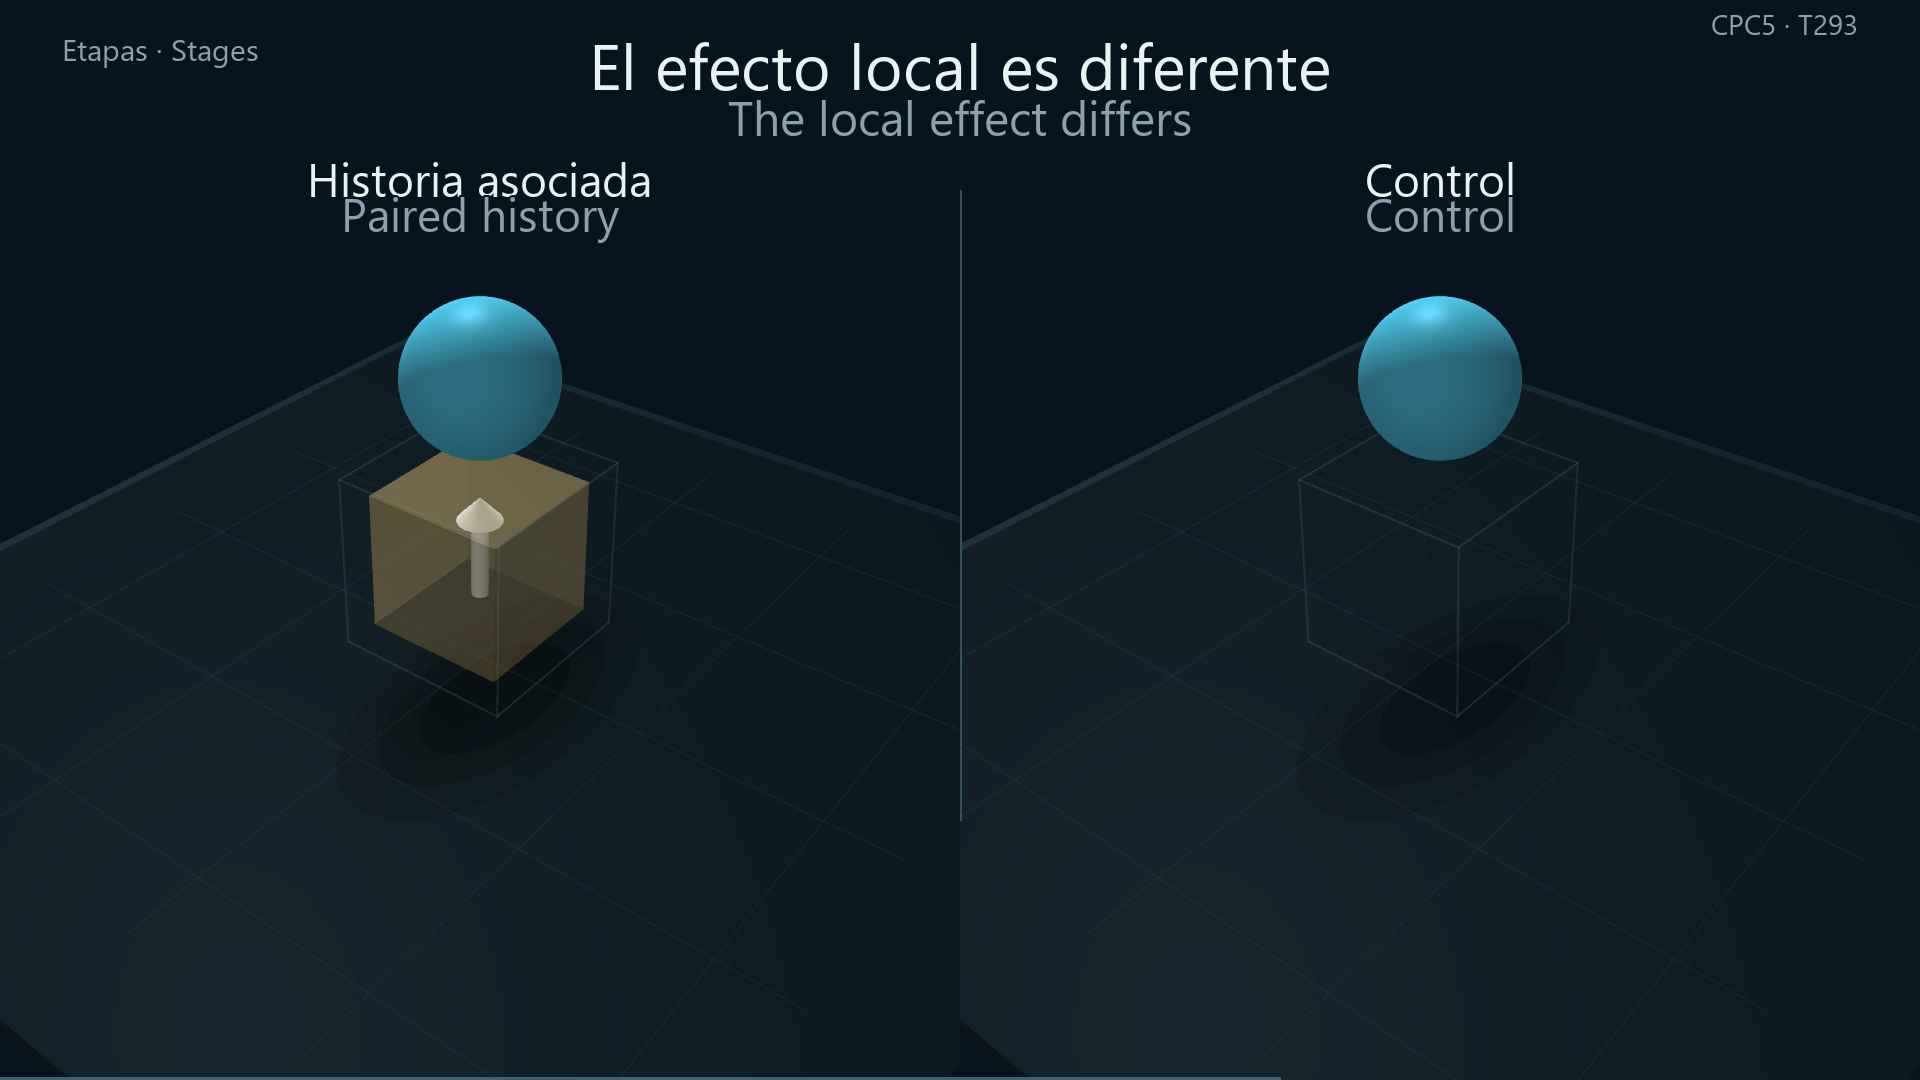 Etapas · Stages
CPC5 · T293
El efecto local es diferente
The local effect differs
Historia asociada
Paired history
Control
Control